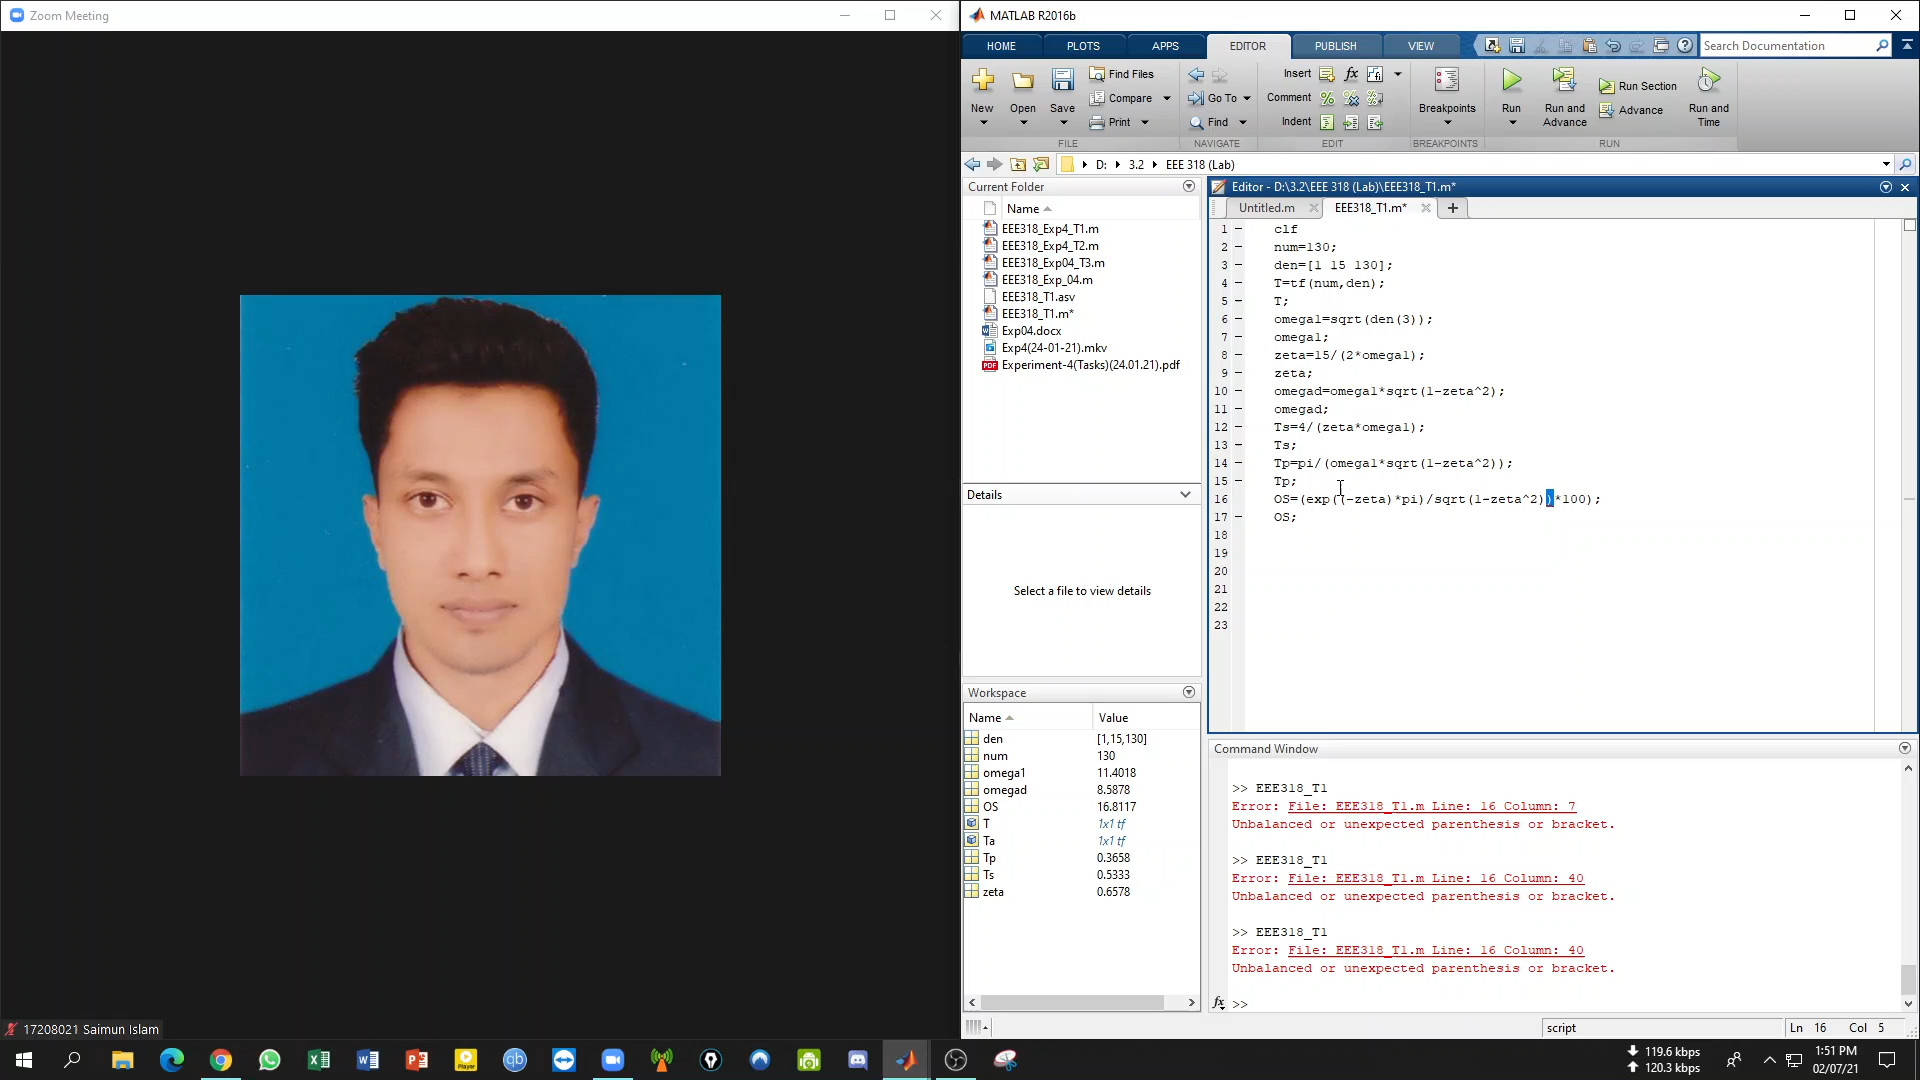 Zoom Meeting
17208021 Saimun Islam
MATLAB R2016b
HOME PLOTS APPS EDITOR PUBLISH VIEW
Search Documentation
New Open Save
Find Files
Compare
Print
FILE
Go To
Find
NAVIGATE
Insert
Comment
Indent
EDIT
Breakpoints
BREAKPOINTS
Run
Run and Advance
Run Section
Advance
Run and Time
RUN
D: 3.2 EEE 318 (Lab)
Current Folder
Name
EEE318_Exp4_T1.m
EEE318_Exp4_T2.m
EEE318_Exp04_T3.m
EEE318_Exp_04.m
EEE318_T1.asv
EEE318_T1.m*
Exp04.docx
Exp4(24-01-21).mkv
Experiment-4(Tasks)(24.01.21).pdf
Details
Select a file to view details
Workspace
Name Value
den [1,15,130]
num 130
omega1 11.4018
omegad 8.5878
OS 16.8117
T 1x1 tf
Ta 1x1 tf
Tp 0.3658
Ts 0.5333
zeta 0.6578
Editor - D:\3.2\EEE 318 (Lab)\EEE318_T1.m*
Untitled.m EEE318_T1.m*
1 clf
2 num=130;
3 den=[1 15 130];
4 T=tf(num,den);
5 T;
6 omega1=sqrt(den(3));
7 omega1;
8 zeta=15/(2*omega1);
9 zeta;
10 omegad=omega1*sqrt(1-zeta^2);
11 omegad;
12 Ts=4/(zeta*omega1);
13 Ts;
14 Tp=pi/(omega1*sqrt(1-zeta^2));
15 Tp;
16 OS=(exp((-zeta)*pi)/sqrt(1-zeta^2))*100);
17 OS;
18
19
20
21
22
23
Command Window
>> EEE318_T1
Error: File: EEE318_T1.m Line: 16 Column: 7
Unbalanced or unexpected parenthesis or bracket.
>> EEE318_T1
Error: File: EEE318_T1.m Line: 16 Column: 40
Unbalanced or unexpected parenthesis or bracket.
>> EEE318_T1
Error: File: EEE318_T1.m Line: 16 Column: 40
Unbalanced or unexpected parenthesis or bracket.
fx >>
script Ln 16 Col 5
119.6 kbps
120.3 kbps
1:51 PM
02/07/21